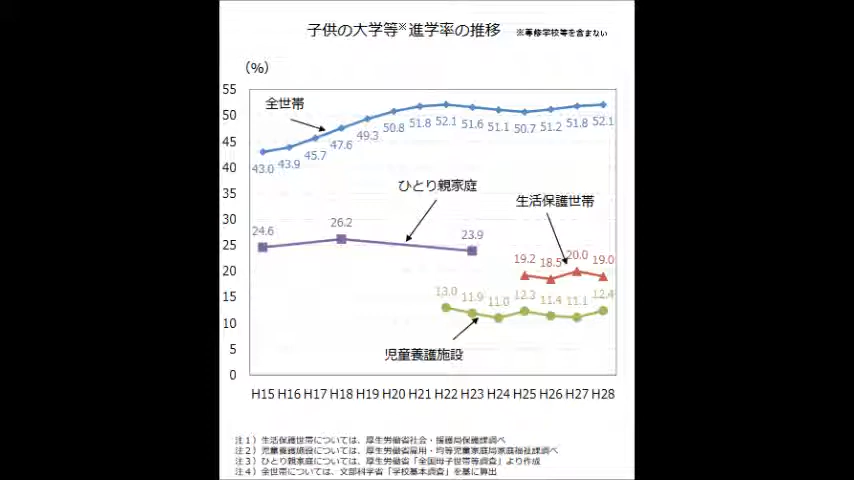 子供の大学等※進学率の推移
※専修学校等を含まない
(%)
55
50
45
40
35
30
25
20
15
10
5
0
全世帯
43.0 43.9 45.7 47.6 49.3 50.8 51.8 52.1 51.6 51.1 50.7 51.2 51.8 52.1
ひとり親家庭
24.6 26.2 23.9
生活保護世帯
19.2 18.5 20.0 19.0
13.0 11.9 11.0 12.3 11.4 11.1 12.4
児童養護施設
H15 H16 H17 H18 H19 H20 H21 H22 H23 H24 H25 H26 H27 H28
注1）生活保護世帯については、厚生労働省社会・援護局保護課調べ
注2）児童養護施設については、厚生労働省雇用・均等児童家庭局家庭福祉課調べ
注3）ひとり親家庭については、厚生労働省「全国母子世帯等調査」より作成
注4）全世帯については、文部科学省「学校基本調査」を基に算出